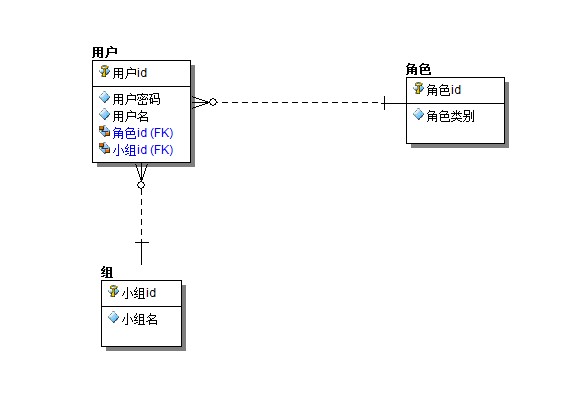 用户
用户id
用户密码
用户名
角色id (FK)
小组id (FK)
角色
角色id
角色类别
组
小组id
小组名